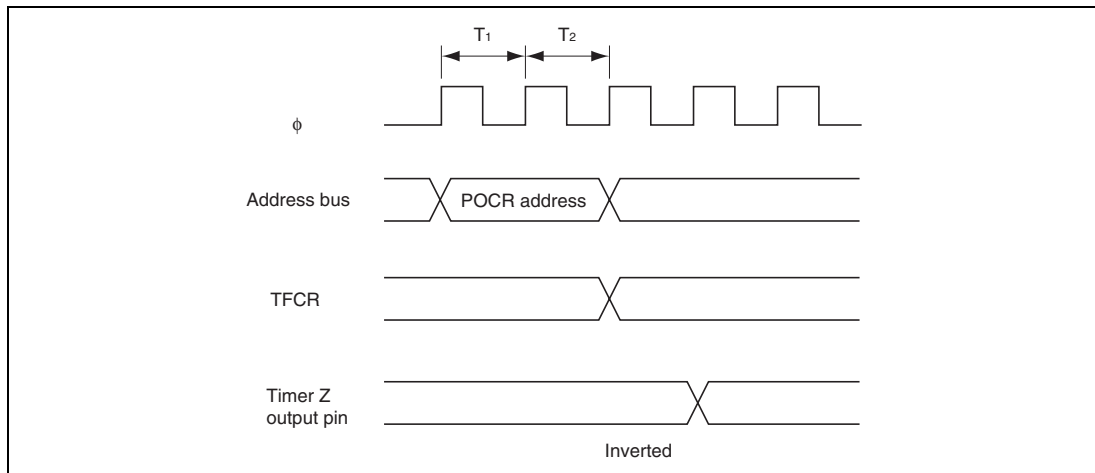 T1 T2
φ
Address bus POCR address
TFCR
Timer Z
output pin
Inverted